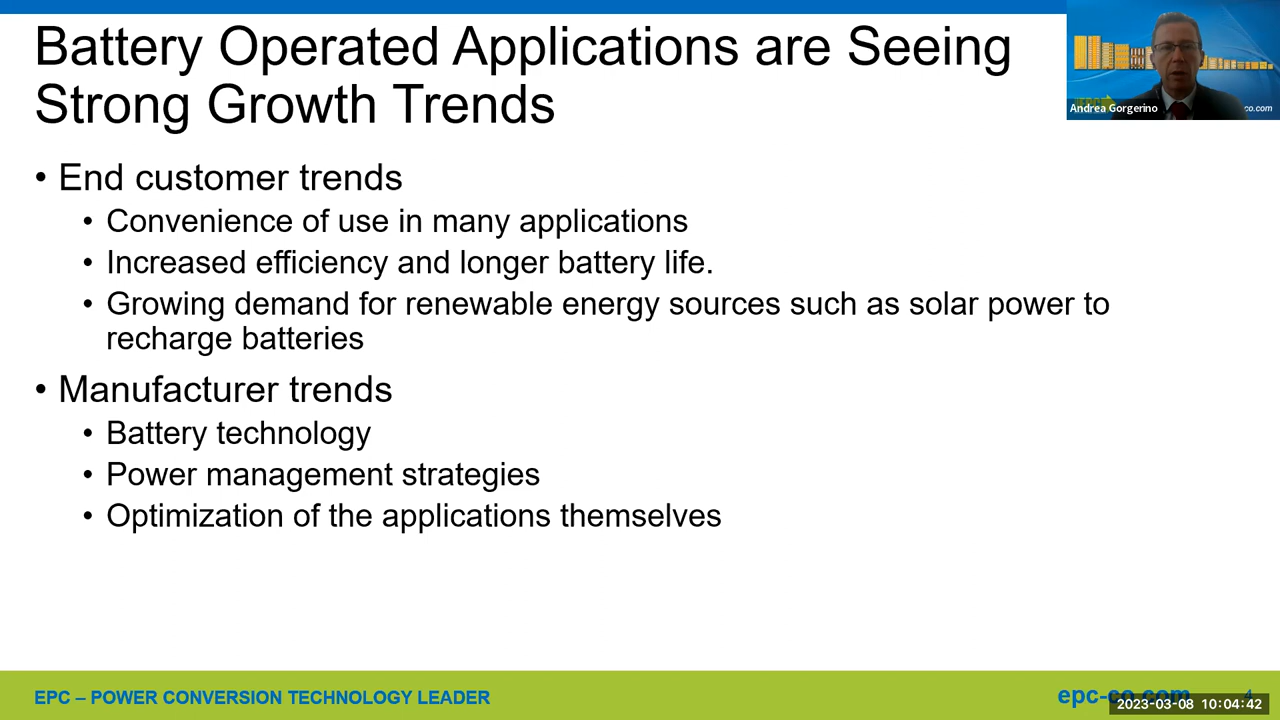 Battery Operated Applications are Seeing
Strong Growth Trends
Andrea Gorgerino
co.com
• End customer trends
• Convenience of use in many applications
• Increased efficiency and longer battery life.
• Growing demand for renewable energy sources such as solar power to
recharge batteries
• Manufacturer trends
• Battery technology
• Power management strategies
• Optimization of the applications themselves
EPC – POWER CONVERSION TECHNOLOGY LEADER
epc-co.com
4
2023-03-08 10:04:42